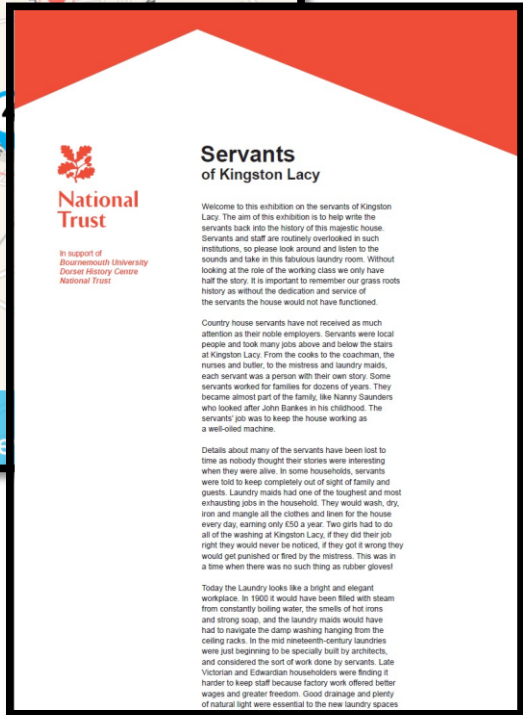 Servants
of Kingston Lacy
National
Trust
In support of
Bournemouth University
Dorset History Centre
National Trust
Welcome to this exhibition on the servants of Kingston
Lacy. The aim of this exhibition is to help write the
servants back into the history of this majestic house.
Servants and staff are routinely overlooked in such
institutions, so please look around and listen to the
sounds and take in this fabulous laundry room. Without
looking at the role of the working class we only have
half the story. It is important to remember our grass roots
history as without the dedication and service of
the servants the house would not have functioned.
Country house servants have not received as much
attention as their noble employers. Servants were local
people and took many jobs above and below the stairs
at Kingston Lacy. From the cooks to the coachman, the
nurses and butler, to the mistress and laundry maids,
each servant was a person with their own story. Some
servants worked for families for dozens of years. They
became almost part of the family, like Nanny Saunders
who looked after John Bankes in his childhood. The
servants' job was to keep the house working as
a well-oiled machine.
Details about many of the servants have been lost to
time as nobody thought their stories were interesting
when they were alive. In some households, servants
were told to keep completely out of sight of family and
guests. Laundry maids had one of the toughest and most
exhausting jobs in the household. They would wash, dry,
iron and mangle all the clothes and linen for the house
every day, earning only £50 a year. Two girls had to do
all of the washing at Kingston Lacy, if they did their job
right they would never be noticed, if they got it wrong they
would get punished or fired by the mistress. This was in
a time when there was no such thing as rubber gloves!
Today the Laundry looks like a bright and elegant
workplace. In 1900 it would have been filled with steam
from constantly boiling water, the smells of hot irons
and strong soap, and the laundry maids would have
had to navigate the damp washing hanging from the
ceiling racks. In the mid nineteenth-century laundries
were just beginning to be specially built by architects,
and considered the sort of work done by servants. Late
Victorian and Edwardian householders were finding it
harder to keep staff because factory work offered better
wages and greater freedom. Good drainage and plenty
of natural light were essential to the new laundry spaces